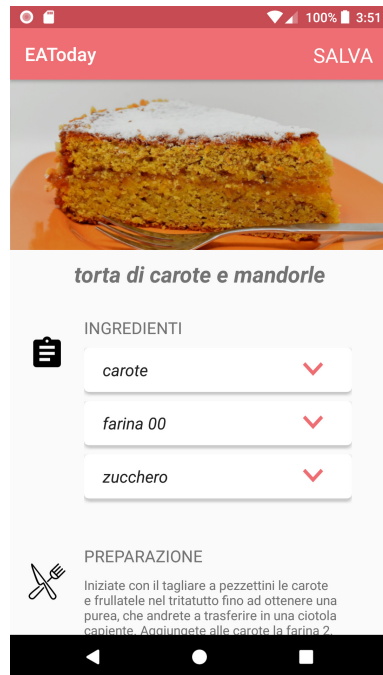 100% 3:51
EAToday SALVA
torta di carote e mandorle
INGREDIENTI
carote
farina 00
zucchero
PREPARAZIONE
Iniziate con il tagliare a pezzettini le carote
e frullatele nel tritatutto fino ad ottenere una
purea, che andrete a trasferire in una ciotola
capiente. Aggiungete alle carote la farina 2,